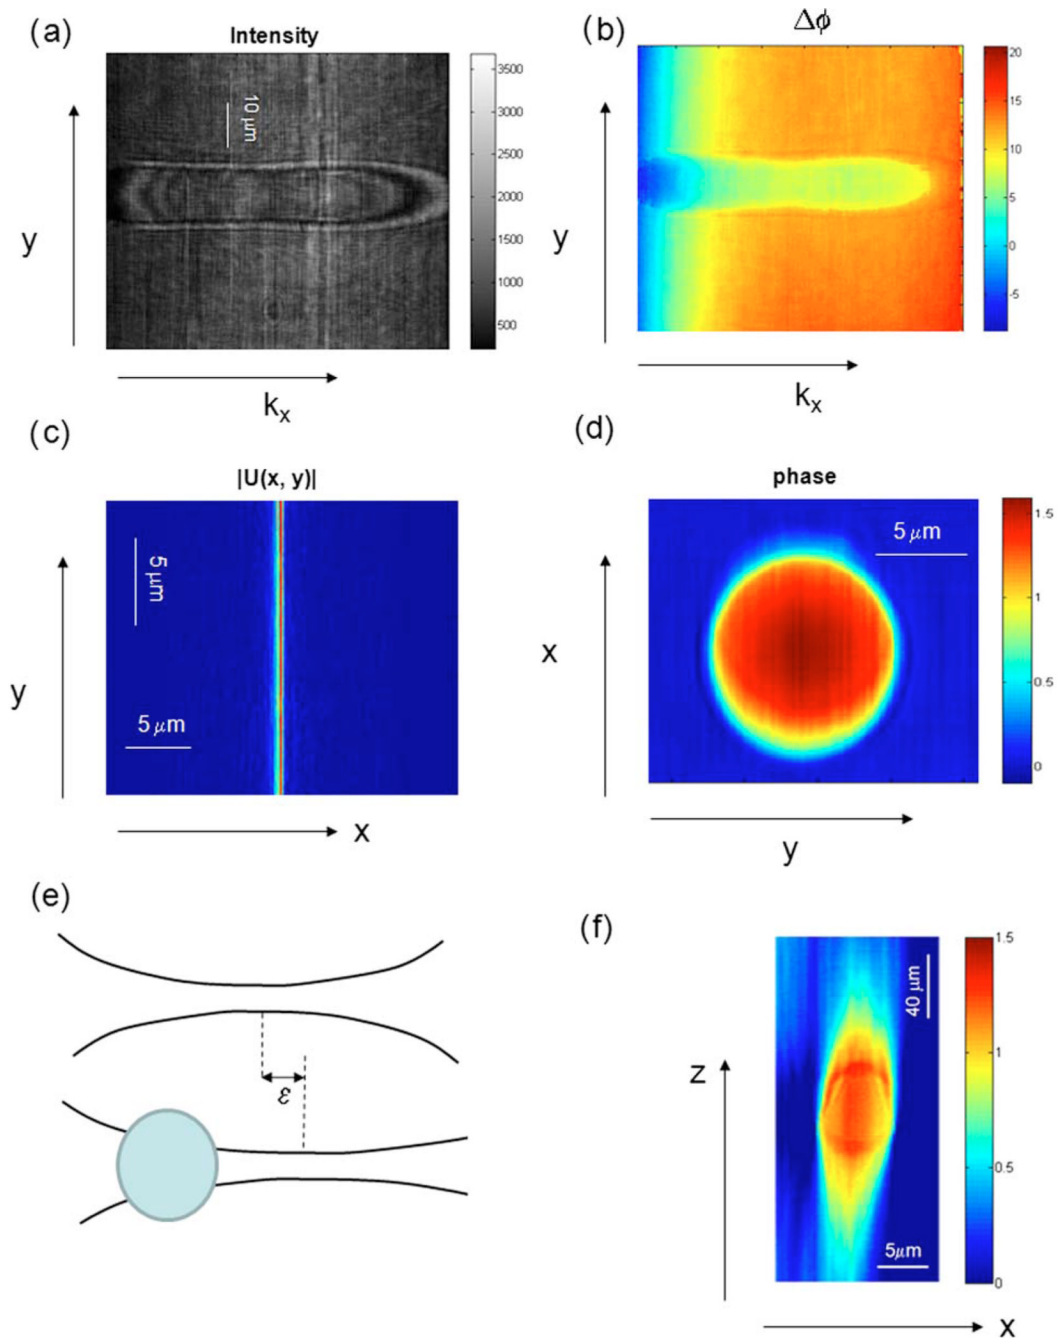 (a)
Intensity
10 μm
3500
3000
2500
2000
1500
1000
500
y
kx
(b)
Δϕ
20
15
10
5
0
-5
y
kx
(c)
|U(x, y)|
5 μm
5 μm
y
x
(d)
phase
5 μm
1.5
1
0.5
0
x
y
(e)
ε
(f)
40 μm
5μm
1.5
1
0.5
0
z
x